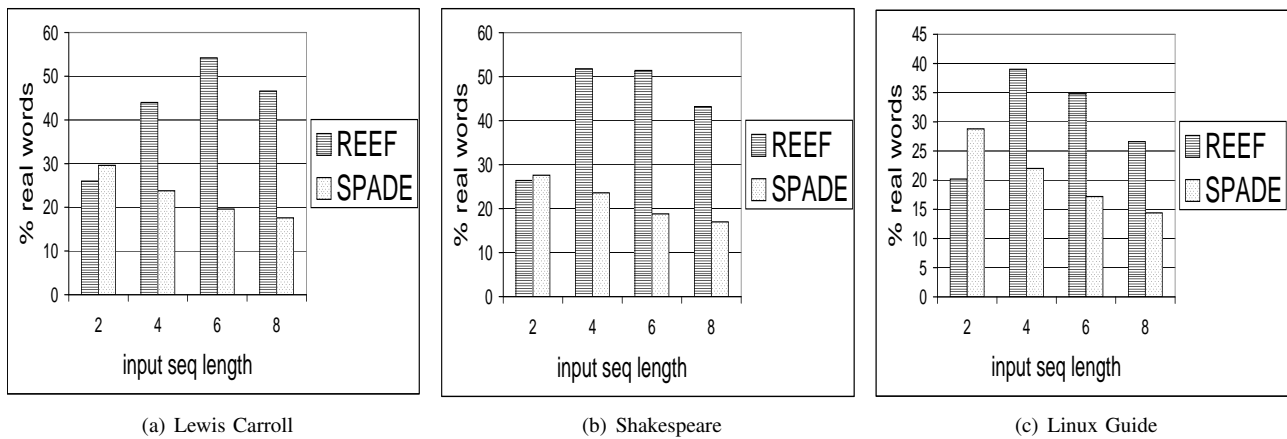 % real words
60
50
40
30
20
10
0
2 4 6 8
input seq length
REEF
SPADE
(a) Lewis Carroll
% real words
60
50
40
30
20
10
0
2 4 6 8
input seq length
REEF
SPADE
(b) Shakespeare
% real words
45
40
35
30
25
20
15
10
5
0
2 4 6 8
input seq length
REEF
SPADE
(c) Linux Guide